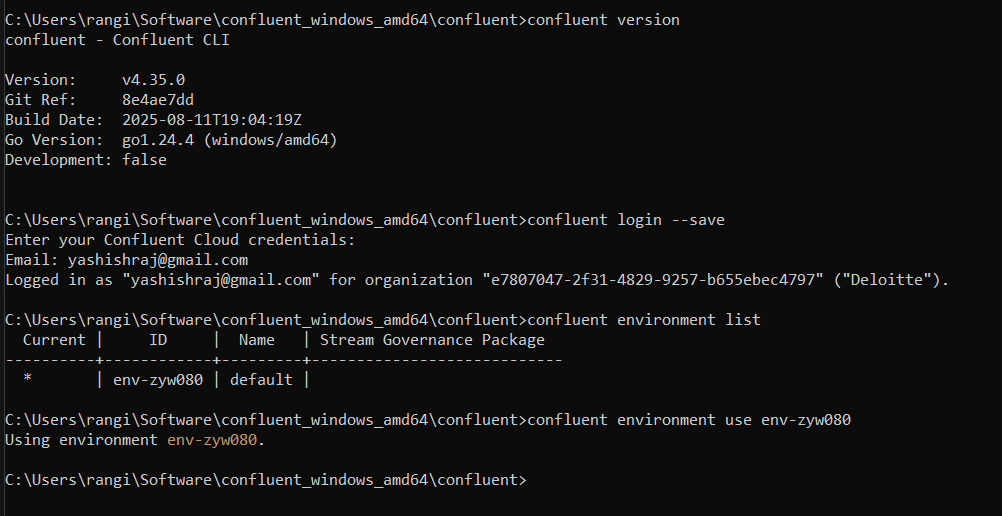 C:\Users\rangi\Software\confluent_windows_amd64\confluent>confluent version
confluent - Confluent CLI
Version:     v4.35.0
Git Ref:     8e4ae7dd
Build Date:  2025-08-11T19:04:19Z
Go Version:  go1.24.4 (windows/amd64)
Development: false
C:\Users\rangi\Software\confluent_windows_amd64\confluent>confluent login --save
Enter your Confluent Cloud credentials:
Email: yashishraj@gmail.com
Logged in as "yashishraj@gmail.com" for organization "e7807047-2f31-4829-9257-b655ebec4797" ("Deloitte").
C:\Users\rangi\Software\confluent_windows_amd64\confluent>confluent environment list
  Current |     ID     |  Name   | Stream Governance Package
----------+------------+---------+----------------------------
  *       | env-zyw080 | default |
C:\Users\rangi\Software\confluent_windows_amd64\confluent>confluent environment use env-zyw080
Using environment env-zyw080.
C:\Users\rangi\Software\confluent_windows_amd64\confluent>